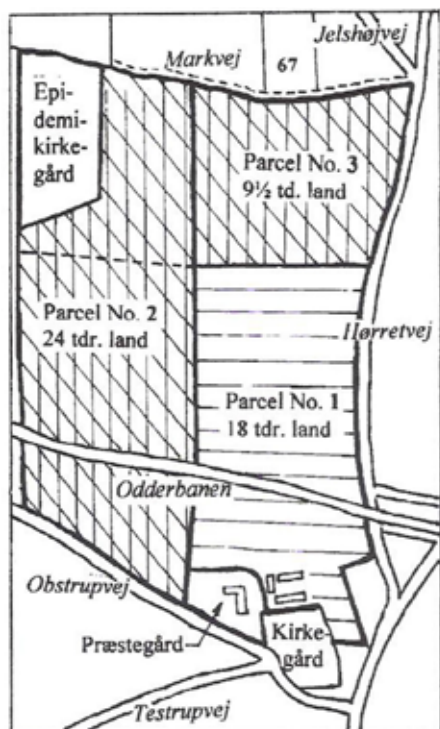 Jelshøjvej
Markvej
67
Epi-
demi-
kirke-
gård
Parcel No. 3
9½ td. land
Parcel No. 2
24 tdr. land
Hørretvej
Parcel No. 1
18 tdr. land
Odderbanen
Obstrupvej
Præstegård
Kirke-
gård
Testrupvej